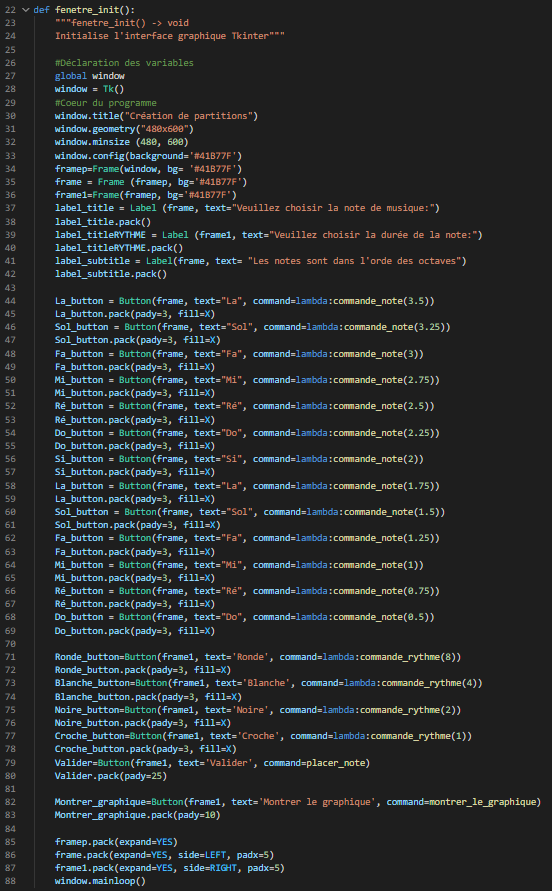 22 def fenetre_init():
23 """fenetre_init() -> void
24 Initialise l'interface graphique Tkinter"""
25
26 #Déclaration des variables
27 global window
28 window = Tk()
29 #Coeur du programme
30 window.title("Création de partitions")
31 window.geometry("480x600")
32 window.minsize (480, 600)
33 window.config(background='#41B77F')
34 framep=Frame(window, bg= '#41B77F')
35 frame = Frame (framep, bg='#41B77F')
36 frame1=Frame(framep, bg='#41B77F')
37 label_title = Label (frame, text="Veuillez choisir la note de musique:")
38 label_title.pack()
39 label_titleRYTHME = Label (frame1, text="Veuillez choisir la durée de la note:")
40 label_titleRYTHME.pack()
41 label_subtitle = Label(frame, text= "Les notes sont dans l'orde des octaves")
42 label_subtitle.pack()
43
44 La_button = Button(frame, text="La", command=lambda:commande_note(3.5))
45 La_button.pack(pady=3, fill=X)
46 Sol_button = Button(frame, text="Sol", command=lambda:commande_note(3.25))
47 Sol_button.pack(pady=3, fill=X)
48 Fa_button = Button(frame, text="Fa", command=lambda:commande_note(3))
49 Fa_button.pack(pady=3, fill=X)
50 Mi_button = Button(frame, text="Mi", command=lambda:commande_note(2.75))
51 Mi_button.pack(pady=3, fill=X)
52 Ré_button = Button(frame, text="Ré", command=lambda:commande_note(2.5))
53 Ré_button.pack(pady=3, fill=X)
54 Do_button = Button(frame, text="Do", command=lambda:commande_note(2.25))
55 Do_button.pack(pady=3, fill=X)
56 Si_button = Button(frame, text="Si", command=lambda:commande_note(2))
57 Si_button.pack(pady=3, fill=X)
58 La_button = Button(frame, text="La", command=lambda:commande_note(1.75))
59 La_button.pack(pady=3, fill=X)
60 Sol_button = Button(frame, text="Sol", command=lambda:commande_note(1.5))
61 Sol_button.pack(pady=3, fill=X)
62 Fa_button = Button(frame, text="Fa", command=lambda:commande_note(1.25))
63 Fa_button.pack(pady=3, fill=X)
64 Mi_button = Button(frame, text="Mi", command=lambda:commande_note(1))
65 Mi_button.pack(pady=3, fill=X)
66 Ré_button = Button(frame, text="Ré", command=lambda:commande_note(0.75))
67 Ré_button.pack(pady=3, fill=X)
68 Do_button = Button(frame, text="Do", command=lambda:commande_note(0.5))
69 Do_button.pack(pady=3, fill=X)
70
71 Ronde_button=Button(frame1, text='Ronde', command=lambda:commande_rythme(8))
72 Ronde_button.pack(pady=3, fill=X)
73 Blanche_button=Button(frame1, text='Blanche', command=lambda:commande_rythme(4))
74 Blanche_button.pack(pady=3, fill=X)
75 Noire_button=Button(frame1, text='Noire', command=lambda:commande_rythme(2))
76 Noire_button.pack(pady=3, fill=X)
77 Croche_button=Button(frame1, text='Croche', command=lambda:commande_rythme(1))
78 Croche_button.pack(pady=3, fill=X)
79 Valider=Button(frame1, text='Valider', command=placer_note)
80 Valider.pack(pady=25)
81
82 Montrer_graphique=Button(frame1, text='Montrer le graphique', command=montrer_le_graphique)
83 Montrer_graphique.pack(pady=10)
84
85 framep.pack(expand=YES)
86 frame.pack(expand=YES, side=LEFT, padx=5)
87 frame1.pack(expand=YES, side=RIGHT, padx=5)
88 window.mainloop()